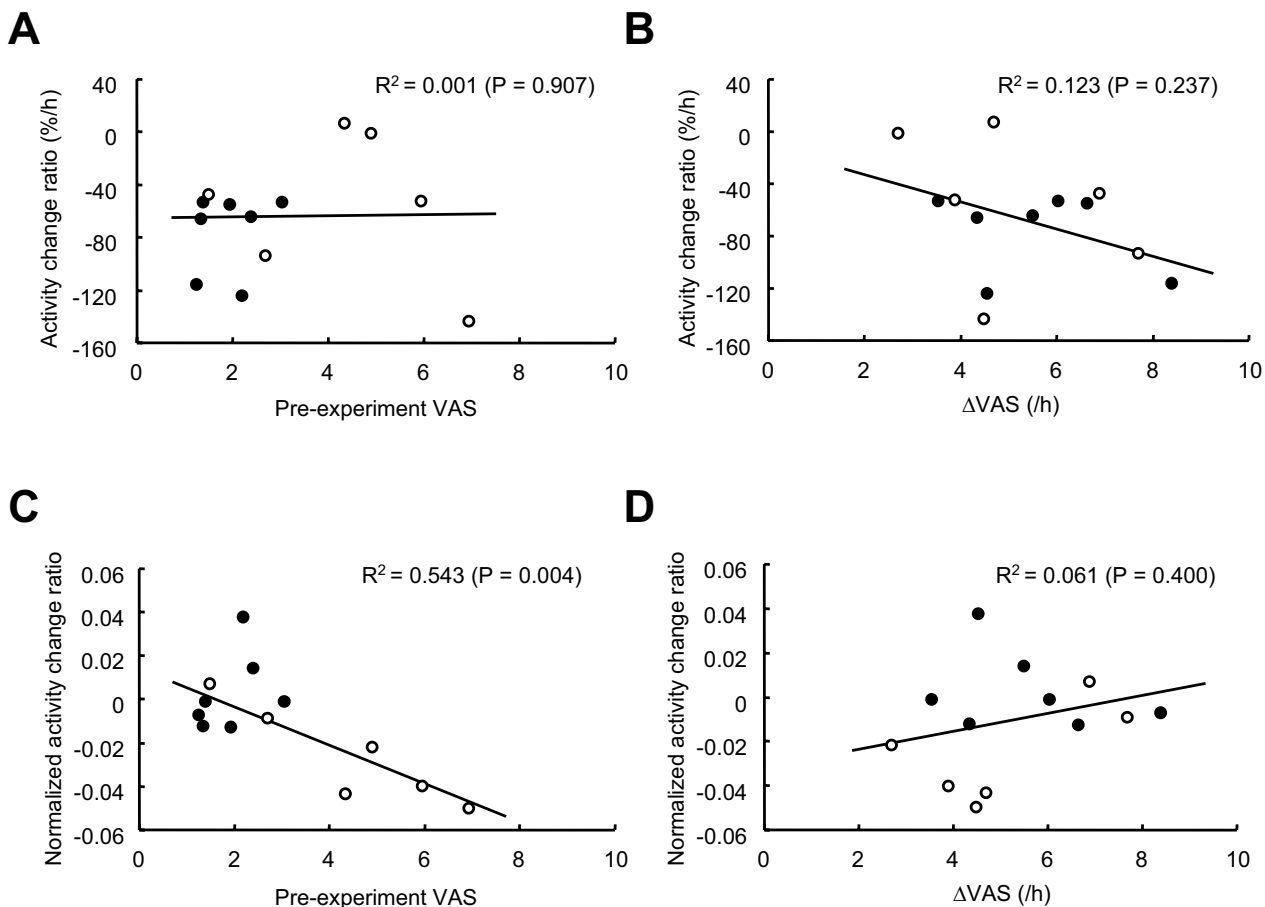 A
R² = 0.001 (P = 0.907)
Activity change ratio (%/h)
40
0
-40
-80
-120
-160
0 2 4 6 8 10
Pre-experiment VAS
B
R² = 0.123 (P = 0.237)
Activity change ratio (%/h)
40
0
-40
-80
-120
-160
0 2 4 6 8 10
ΔVAS (/h)
C
R² = 0.543 (P = 0.004)
Normalized activity change ratio
0.06
0.04
0.02
0
-0.02
-0.04
-0.06
0 2 4 6 8 10
Pre-experiment VAS
D
R² = 0.061 (P = 0.400)
Normalized activity change ratio
0.06
0.04
0.02
0
-0.02
-0.04
-0.06
0 2 4 6 8 10
ΔVAS (/h)